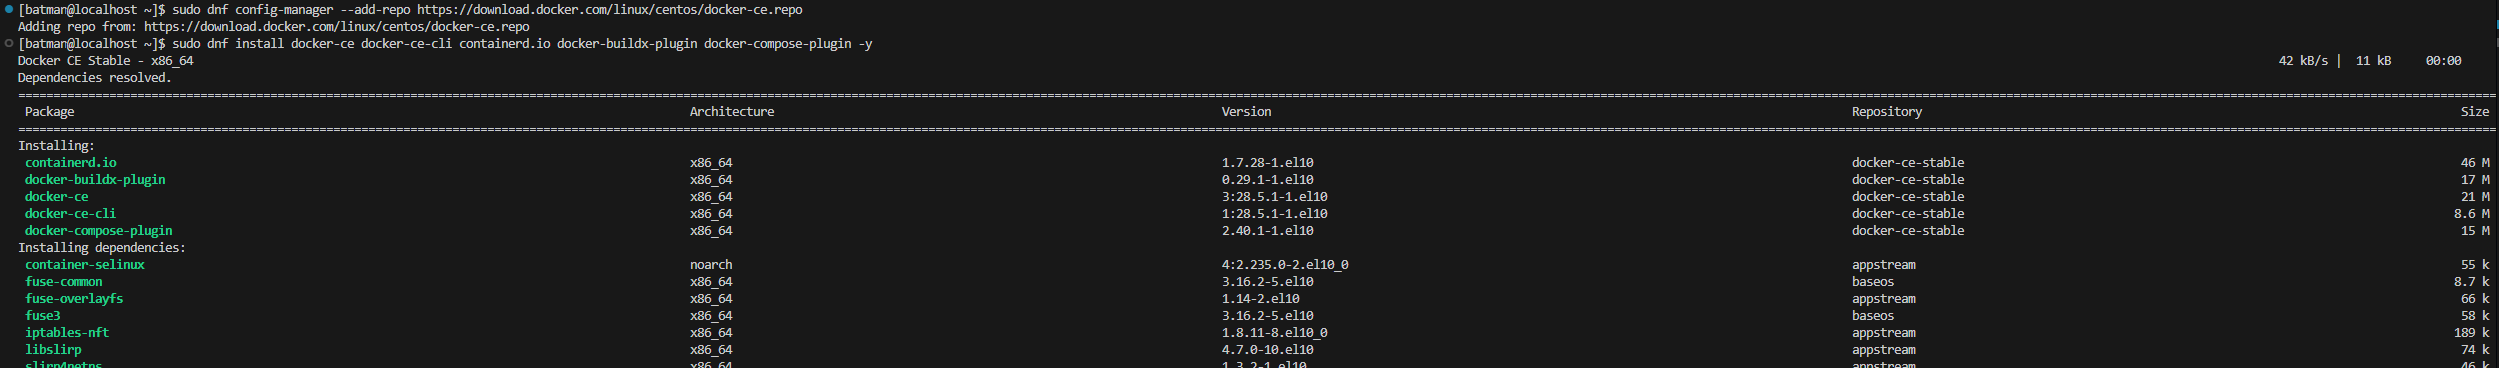 [batman@localhost ~]$ sudo dnf config-manager --add-repo https://download.docker.com/linux/centos/docker-ce.repo
Adding repo from: https://download.docker.com/linux/centos/docker-ce.repo
[batman@localhost ~]$ sudo dnf install docker-ce docker-ce-cli containerd.io docker-buildx-plugin docker-compose-plugin -y
Docker CE Stable - x86_64 42 kB/s | 11 kB 00:00
Dependencies resolved.
Package Architecture Version Repository Size
Installing:
containerd.io x86_64 1.7.28-1.el10 docker-ce-stable 46 M
docker-buildx-plugin x86_64 0.29.1-1.el10 docker-ce-stable 17 M
docker-ce x86_64 3:28.5.1-1.el10 docker-ce-stable 21 M
docker-ce-cli x86_64 1:28.5.1-1.el10 docker-ce-stable 8.6 M
docker-compose-plugin x86_64 2.40.1-1.el10 docker-ce-stable 15 M
Installing dependencies:
container-selinux noarch 4:2.235.0-2.el10_0 appstream 55 k
fuse-common x86_64 3.16.2-5.el10 baseos 8.7 k
fuse-overlayfs x86_64 1.14-2.el10 appstream 66 k
fuse3 x86_64 3.16.2-5.el10 baseos 58 k
iptables-nft x86_64 1.8.11-8.el10_0 appstream 189 k
libslirp x86_64 4.7.0-10.el10 appstream 74 k
slirp4netns x86_64 1.3.2-1.el10 appstream 46 k